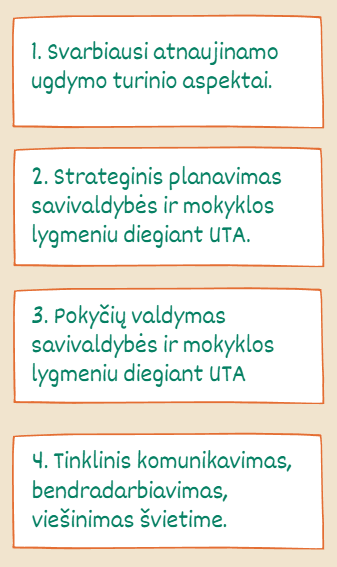 1. Svarbiausi atnaujinamo
ugdymo turinio aspektai.
2. Strateginis planavimas
savivaldybės ir mokyklos
lygmeniu diegiant UTA.
3. Pokyčių valdymas
savivaldybės ir mokyklos
lygmeniu diegiant UTA
4. Tinklinis komunikavimas,
bendradarbiavimas,
viešinimas švietime.